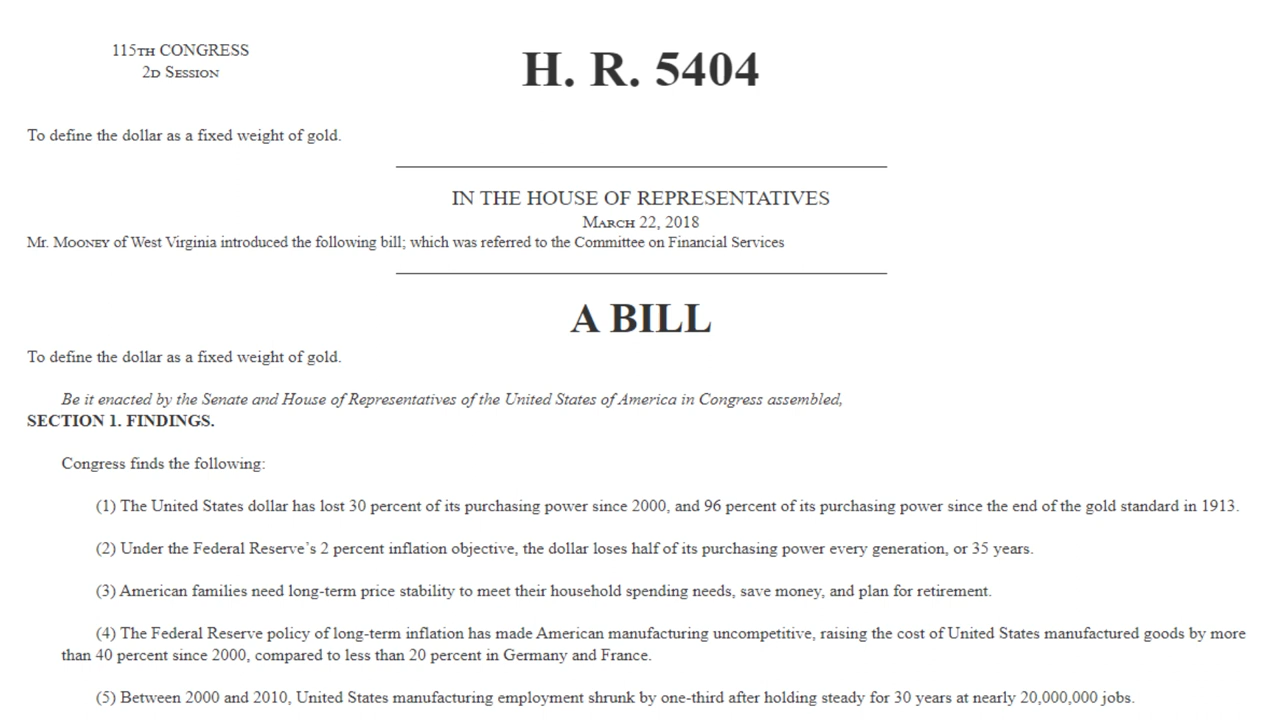 115TH CONGRESS
2D SESSION
H. R. 5404
To define the dollar as a fixed weight of gold.
IN THE HOUSE OF REPRESENTATIVES
MARCH 22, 2018
Mr. MOONEY of West Virginia introduced the following bill; which was referred to the Committee on Financial Services
A BILL
To define the dollar as a fixed weight of gold.
Be it enacted by the Senate and House of Representatives of the United States of America in Congress assembled,
SECTION 1. FINDINGS.
Congress finds the following:
(1) The United States dollar has lost 30 percent of its purchasing power since 2000, and 96 percent of its purchasing power since the end of the gold standard in 1913.
(2) Under the Federal Reserve’s 2 percent inflation objective, the dollar loses half of its purchasing power every generation, or 35 years.
(3) American families need long-term price stability to meet their household spending needs, save money, and plan for retirement.
(4) The Federal Reserve policy of long-term inflation has made American manufacturing uncompetitive, raising the cost of United States manufactured goods by more
than 40 percent since 2000, compared to less than 20 percent in Germany and France.
(5) Between 2000 and 2010, United States manufacturing employment shrunk by one-third after holding steady for 30 years at nearly 20,000,000 jobs.